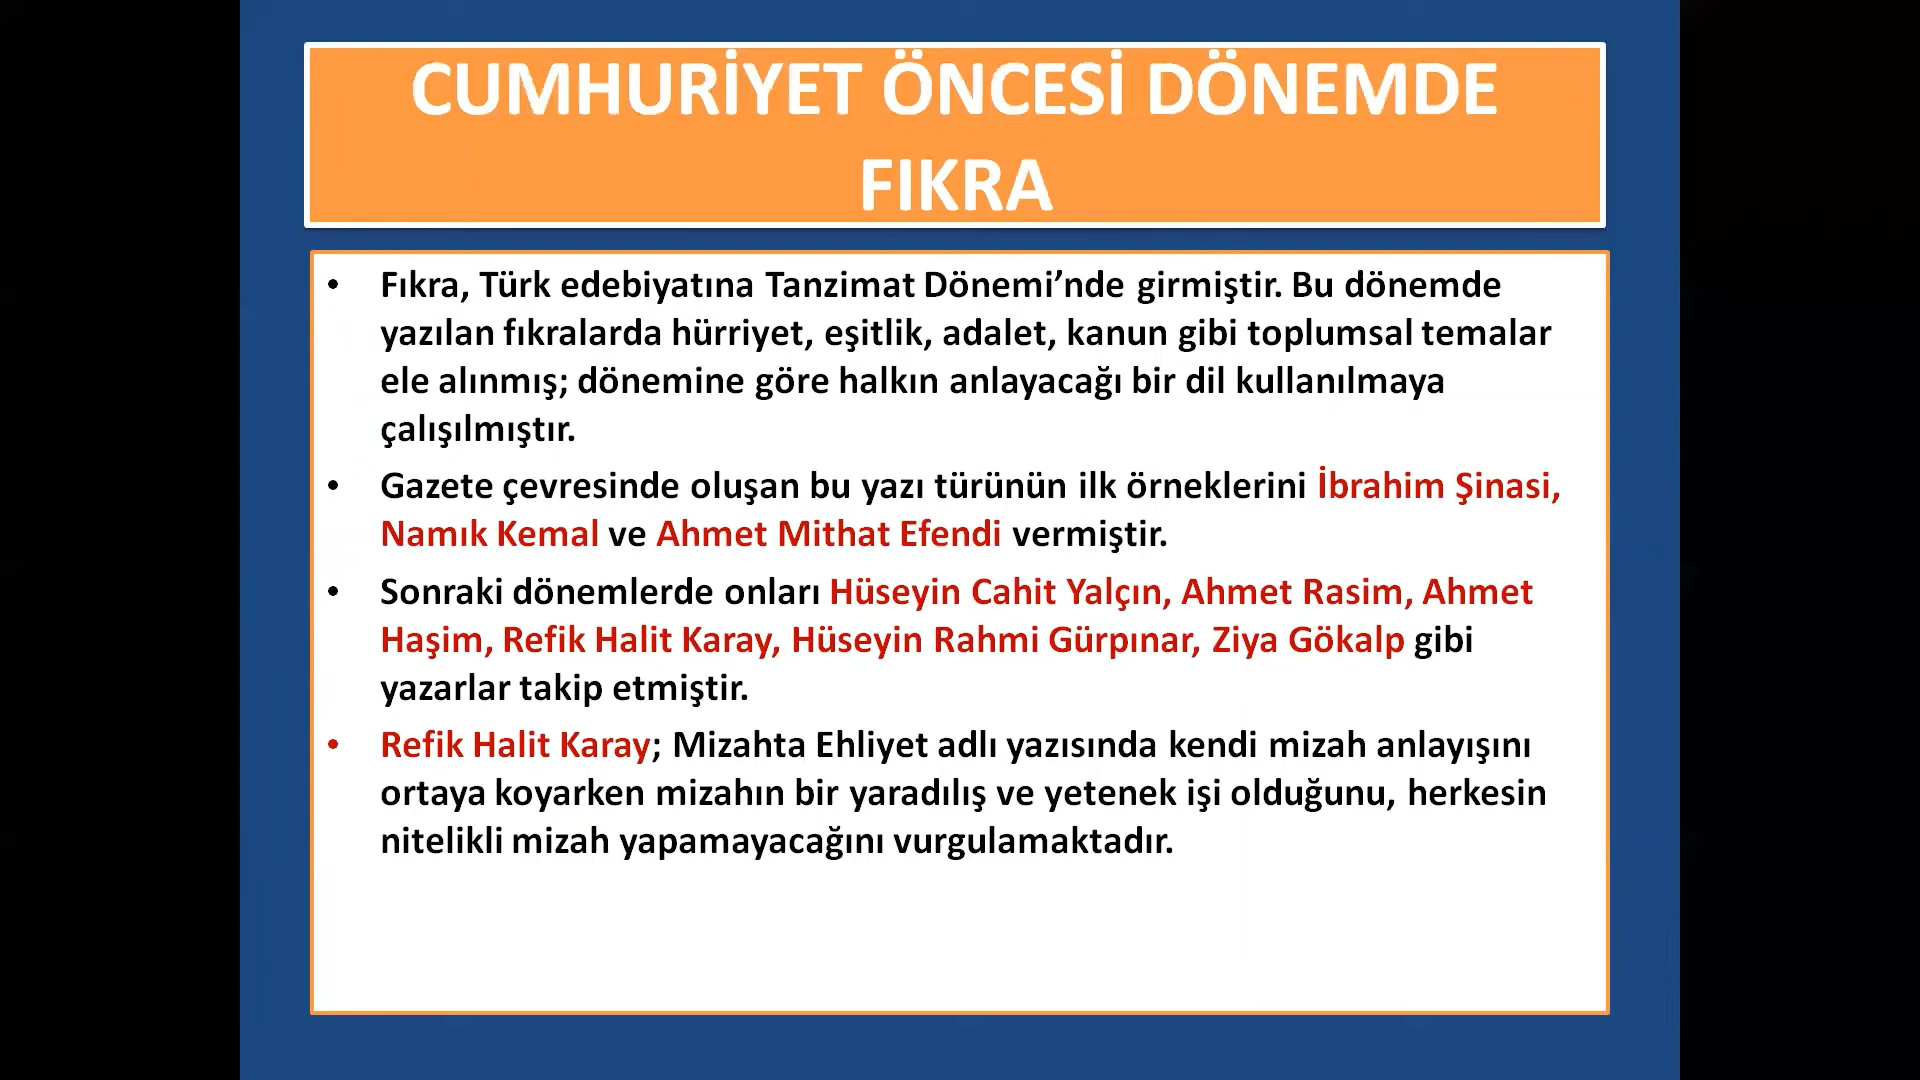 CUMHURİYET ÖNCESİ DÖNEMDE
FIKRA
• Fıkra, Türk edebiyatına Tanzimat Dönemi’nde girmiştir. Bu dönemde
yazılan fıkralarda hürriyet, eşitlik, adalet, kanun gibi toplumsal temalar
ele alınmış; dönemine göre halkın anlayacağı bir dil kullanılmaya
çalışılmıştır.
• Gazete çevresinde oluşan bu yazı türünün ilk örneklerini İbrahim Şinasi,
Namık Kemal ve Ahmet Mithat Efendi vermiştir.
• Sonraki dönemlerde onları Hüseyin Cahit Yalçın, Ahmet Rasim, Ahmet
Haşim, Refik Halit Karay, Hüseyin Rahmi Gürpınar, Ziya Gökalp gibi
yazarlar takip etmiştir.
• Refik Halit Karay; Mizahta Ehliyet adlı yazısında kendi mizah anlayışını
ortaya koyarken mizahın bir yaradılış ve yetenek işi olduğunu, herkesin
nitelikli mizah yapamayacağını vurgulamaktadır.